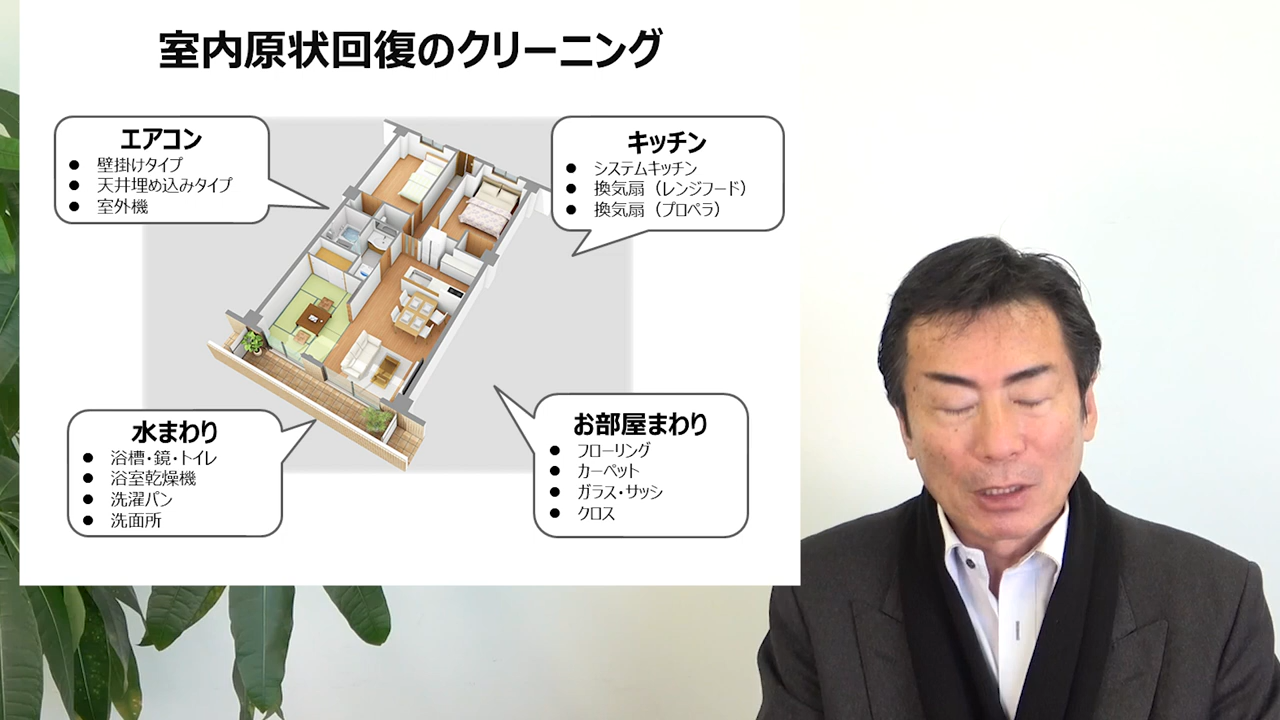 室内原状回復のクリーニング
エアコン
● 壁掛けタイプ
● 天井埋め込みタイプ
● 室外機
キッチン
● システムキッチン
● 換気扇（レンジフード）
● 換気扇（プロペラ）
水まわり
● 浴槽・鏡・トイレ
● 浴室乾燥機
● 洗濯パン
● 洗面所
お部屋まわり
● フローリング
● カーペット
● ガラス・サッシ
● クロス